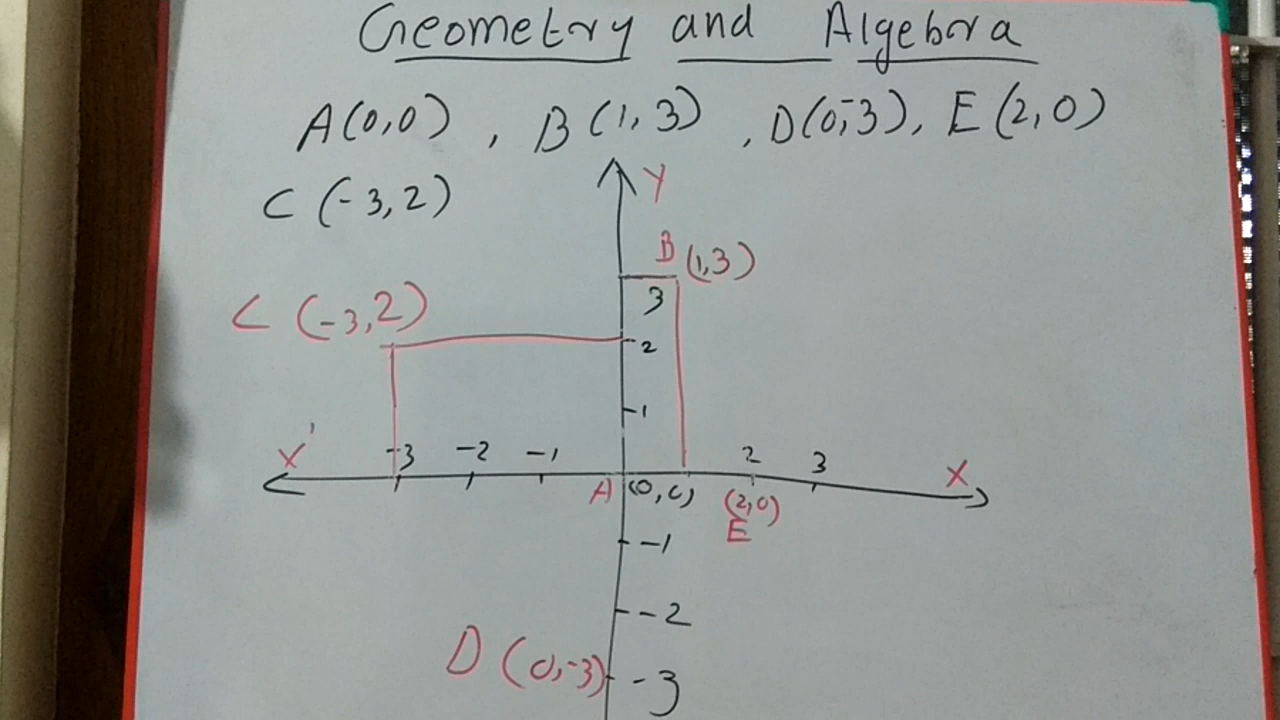 Geometry and Algebra
A(0,0), B(1,3), D(0,-3), E(2,0)
C(-3,2)
Y
B(1,3)
3
C(-3,2)
2
1
X' -3 -2 -1 2 3 X
A (0,0) (2,0)
E
-1
-2
D(0,-3) -3